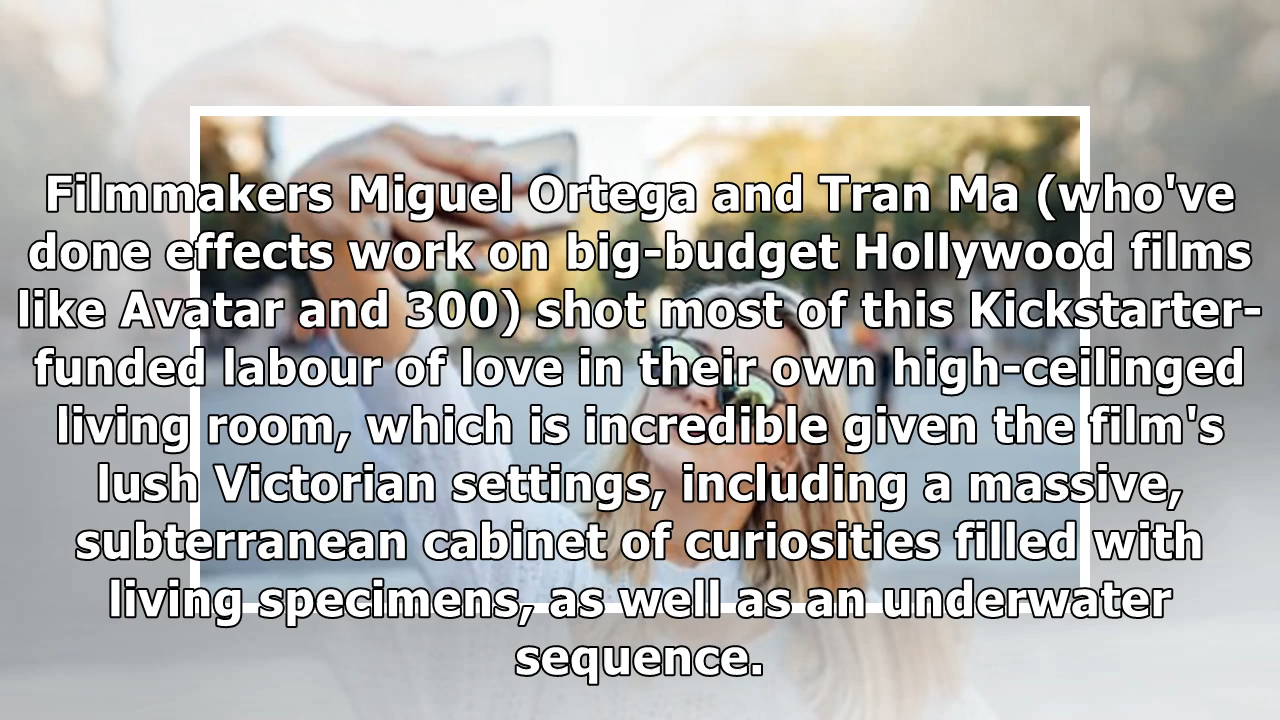 Filmmakers Miguel Ortega and Tran Ma (who've
done effects work on big-budget Hollywood films
like Avatar and 300) shot most of this Kickstarter-
funded labour of love in their own high-ceilinged
living room, which is incredible given the film's
lush Victorian settings, including a massive,
subterranean cabinet of curiosities filled with
living specimens, as well as an underwater
sequence.